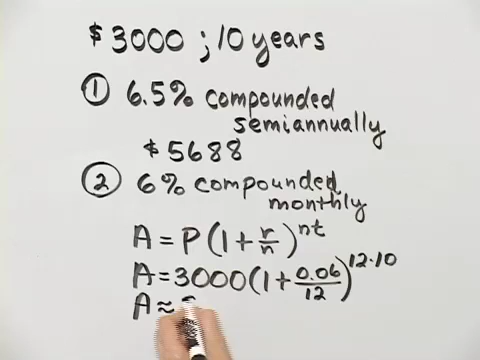 $3000 ; 10 years
① 6.5% compounded
semiannually
$5688
② 6% compounded
monthly
A = P(1 + r/n)^nt
A = 3000(1 + 0.06/12)^12·10
A ≈